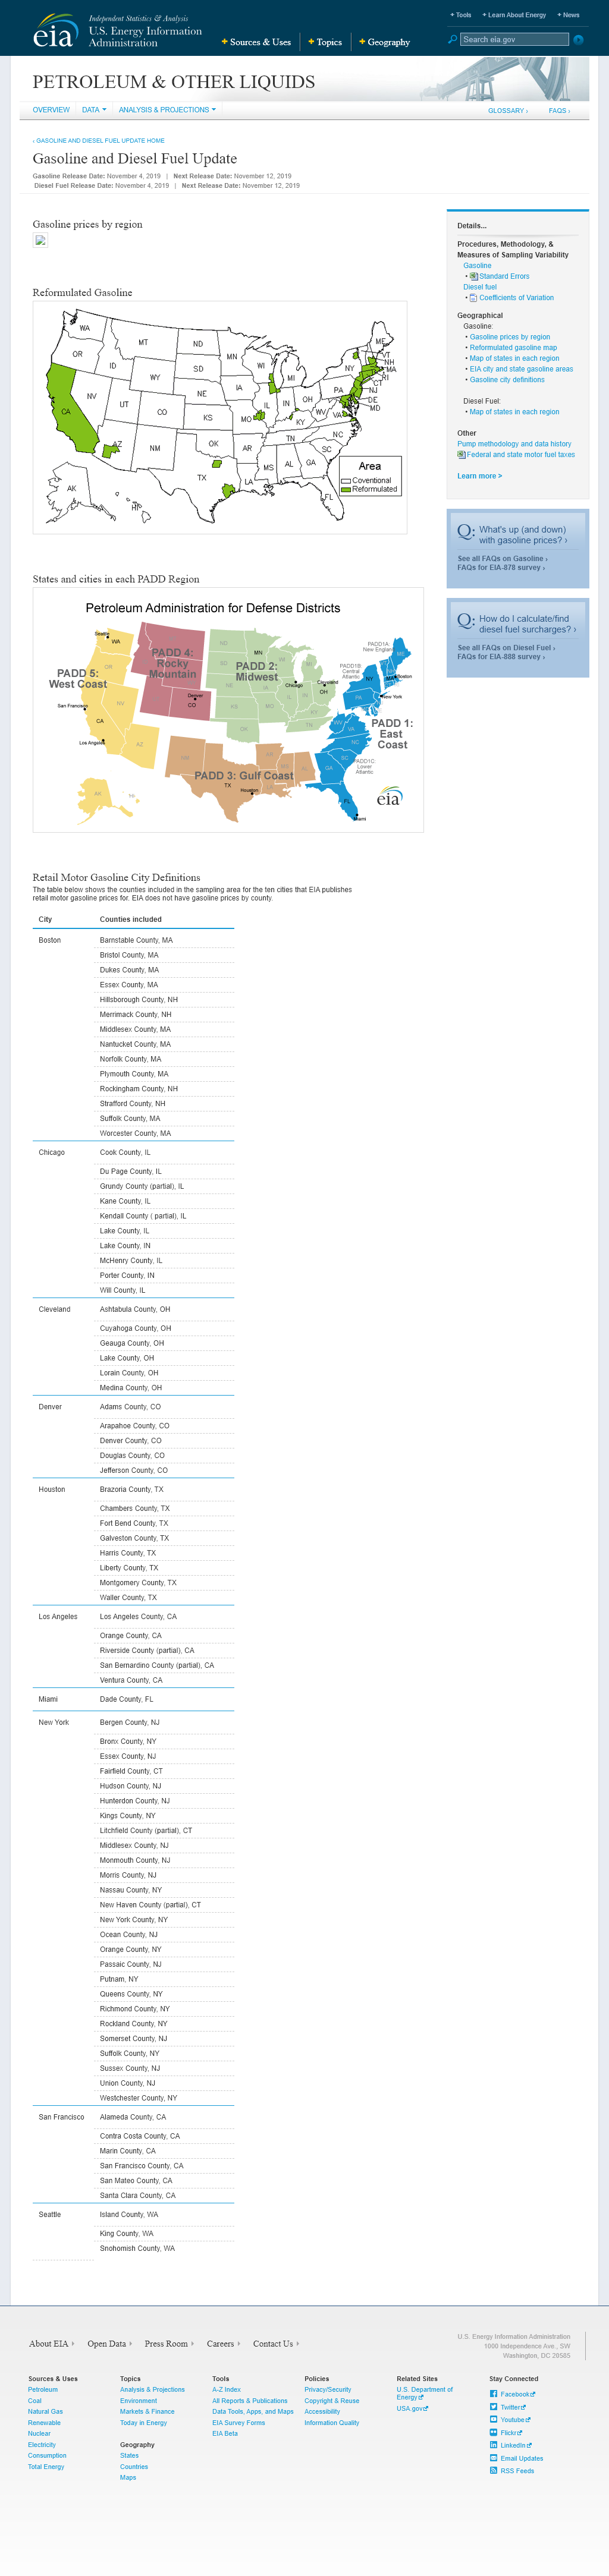 eia
Independent Statistics & Analysis
U.S. Energy Information
Administration
+ Sources & Uses
+ Topics
+ Geography
+ Tools
+ Learn About Energy
+ News
Search eia.gov
PETROLEUM & OTHER LIQUIDS
OVERVIEW
DATA
ANALYSIS & PROJECTIONS
GLOSSARY ›
FAQS ›
‹ GASOLINE AND DIESEL FUEL UPDATE HOME
Gasoline and Diesel Fuel Update
Gasoline Release Date: November 4, 2019 | Next Release Date: November 12, 2019
Diesel Fuel Release Date: November 4, 2019 | Next Release Date: November 12, 2019
Gasoline prices by region
Reformulated Gasoline
WA
OR
CA
NV
ID
MT
WY
UT
CO
AZ
NM
ND
SD
NE
KS
OK
TX
MN
IA
MO
AR
LA
WI
IL
MI
IN
OH
KY
TN
MS
AL
GA
FL
SC
NC
VA
WV
PA
NY
ME
VT
NH
MA
RI
CT
NJ
DE
MD
AK
HI
Area
Coventional
Reformulated
States and cities in each PADD Region
Petroleum Administration for Defense Districts
PADD 5:
West Coast
PADD 4:
Rocky
Mountain
PADD 2:
Midwest
PADD 3: Gulf Coast
PADD 1:
East
Coast
PADD1A:
New England
PADD1B:
Central
Atlantic
PADD1C:
Lower
Atlantic
Seattle
WA
San Francisco
CA
Los Angeles
Denver
CO
MN
Chicago
Cleveland
OH
NY
Boston
New York
TX
Houston
FL
Miami
eia
Retail Motor Gasoline City Definitions
The table below shows the counties included in the sampling area for the ten cities that EIA publishes
retail motor gasoline prices for. EIA does not have gasoline prices by county.
City Counties included
Boston Barnstable County, MA
Bristol County, MA
Dukes County, MA
Essex County, MA
Hillsborough County, NH
Merrimack County, NH
Middlesex County, MA
Nantucket County, MA
Norfolk County, MA
Plymouth County, MA
Rockingham County, NH
Strafford County, NH
Suffolk County, MA
Worcester County, MA
Chicago Cook County, IL
Du Page County, IL
Grundy County (partial), IL
Kane County, IL
Kendall County ( partial), IL
Lake County, IL
Lake County, IN
McHenry County, IL
Porter County, IN
Will County, IL
Cleveland Ashtabula County, OH
Cuyahoga County, OH
Geauga County, OH
Lake County, OH
Lorain County, OH
Medina County, OH
Denver Adams County, CO
Arapahoe County, CO
Denver County, CO
Douglas County, CO
Jefferson County, CO
Houston Brazoria County, TX
Chambers County, TX
Fort Bend County, TX
Galveston County, TX
Harris County, TX
Liberty County, TX
Montgomery County, TX
Waller County, TX
Los Angeles Los Angeles County, CA
Orange County, CA
Riverside County (partial), CA
San Bernardino County (partial), CA
Ventura County, CA
Miami Dade County, FL
New York Bergen County, NJ
Bronx County, NY
Essex County, NJ
Fairfield County, CT
Hudson County, NJ
Hunterdon County, NJ
Kings County, NY
Litchfield County (partial), CT
Middlesex County, NJ
Monmouth County, NJ
Morris County, NJ
Nassau County, NY
New Haven County (partial), CT
New York County, NY
Ocean County, NJ
Orange County, NY
Passaic County, NJ
Putnam, NY
Queens County, NY
Richmond County, NY
Rockland County, NY
Somerset County, NJ
Suffolk County, NY
Sussex County, NJ
Union County, NJ
Westchester County, NY
San Francisco Alameda County, CA
Contra Costa County, CA
Marin County, CA
San Francisco County, CA
San Mateo County, CA
Santa Clara County, CA
Seattle Island County, WA
King County, WA
Snohomish County, WA
Details...
Procedures, Methodology, &
Measures of Sampling Variability
Gasoline
• Standard Errors
Diesel fuel
• Coefficients of Variation
Geographical
Gasoline:
• Gasoline prices by region
• Reformulated gasoline map
• Map of states in each region
• EIA city and state gasoline areas
• Gasoline city definitions
Diesel Fuel:
• Map of states in each region
Other
Pump methodology and data history
Federal and state motor fuel taxes
Learn more >
Q: What's up (and down)
with gasoline prices? ›
See all FAQs on Gasoline ›
FAQs for EIA-878 survey ›
Q: How do I calculate/find
diesel fuel surcharges? ›
See all FAQs on Diesel Fuel ›
FAQs for EIA-888 survey ›
About EIA ›
Open Data ›
Press Room ›
Careers ›
Contact Us ›
U.S. Energy Information Administration
1000 Independence Ave., SW
Washington, DC 20585
Sources & Uses
Petroleum
Coal
Natural Gas
Renewable
Nuclear
Electricity
Consumption
Total Energy
Topics
Analysis & Projections
Environment
Markets & Finance
Today in Energy
Geography
States
Countries
Maps
Tools
A-Z Index
All Reports & Publications
Data Tools, Apps, and Maps
EIA Survey Forms
EIA Beta
Policies
Privacy/Security
Copyright & Reuse
Accessibility
Information Quality
Related Sites
U.S. Department of
Energy
USA.gov
Stay Connected
Facebook
Twitter
Youtube
Flickr
LinkedIn
Email Updates
RSS Feeds